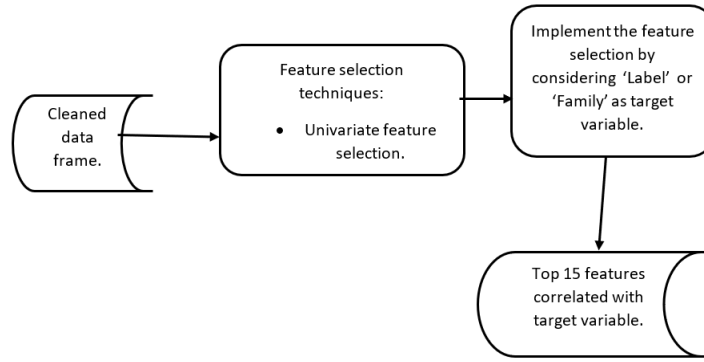 Cleaned
data
frame.
Feature selection
techniques:
• Univariate feature
selection.
Implement the feature
selection by
considering ‘Label’ or
‘Family’ as target
variable.
Top 15 features
correlated with
target variable.